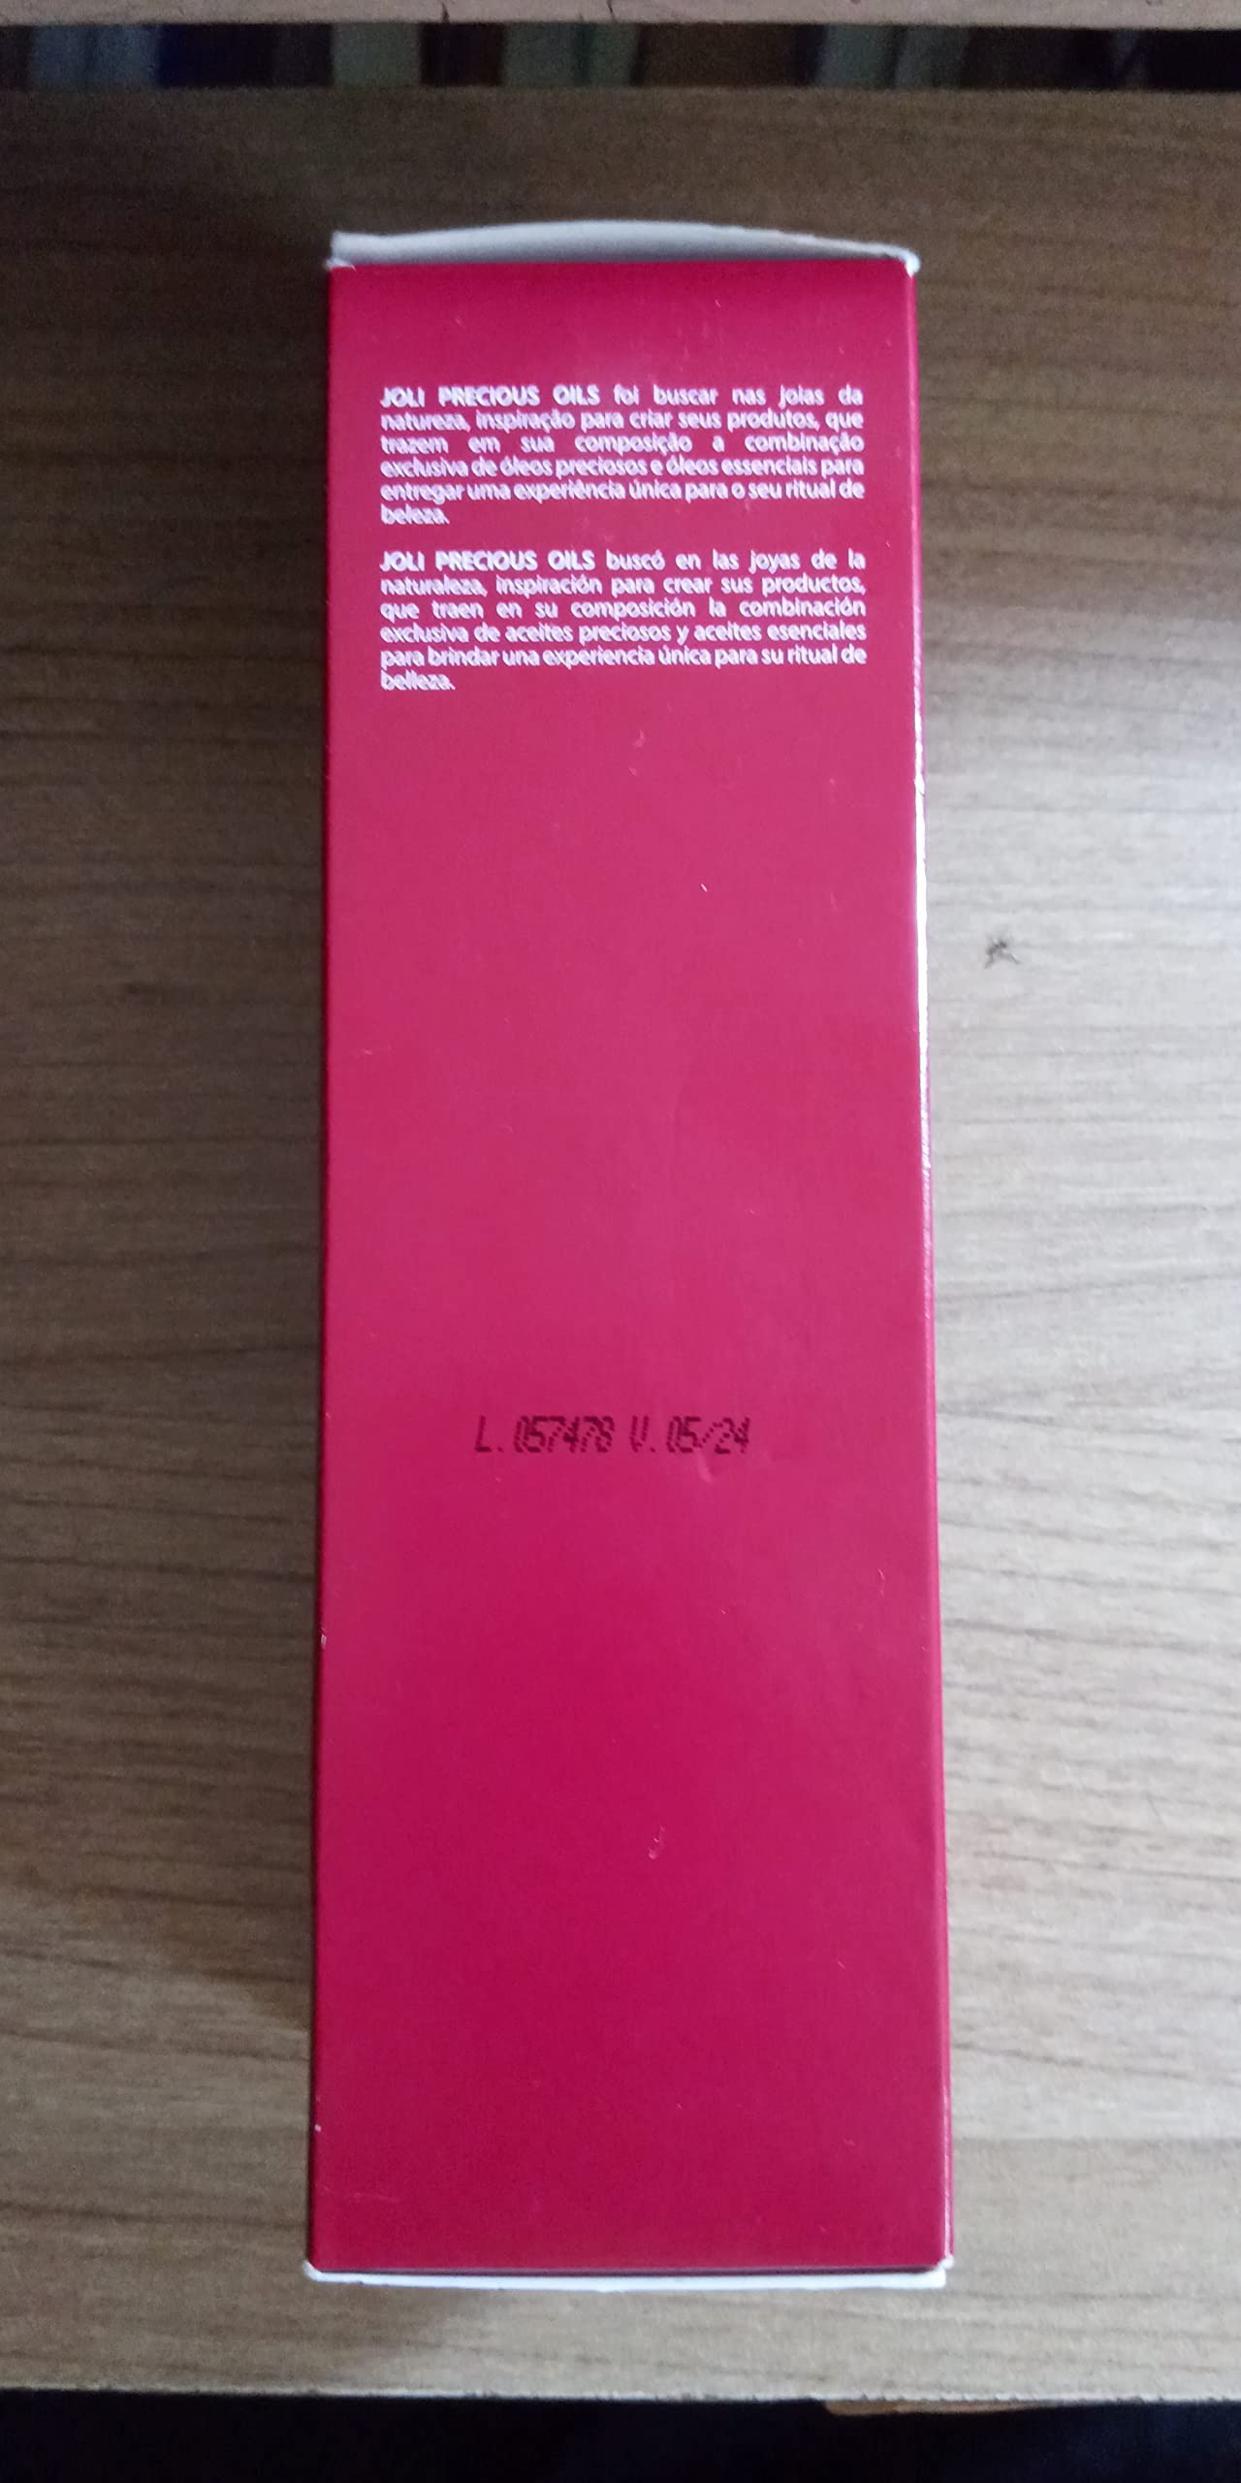 JOLI PRECIOUS OILS foi buscar nas joias da
natureza, inspiração para criar seus produtos, que
trazem em sua composição a combinação
exclusiva de óleos preciosos e óleos essenciais para
entregar uma experiência única para o seu ritual de
beleza.
JOLI PRECIOUS OILS buscó en las joyas de la
naturaleza, inspiración para crear sus productos,
que traen en su composición la combinación
exclusiva de aceites preciosos y aceites esenciales
para brindar una experiencia única para su ritual de
belleza.
L. 057478 V. 05/24